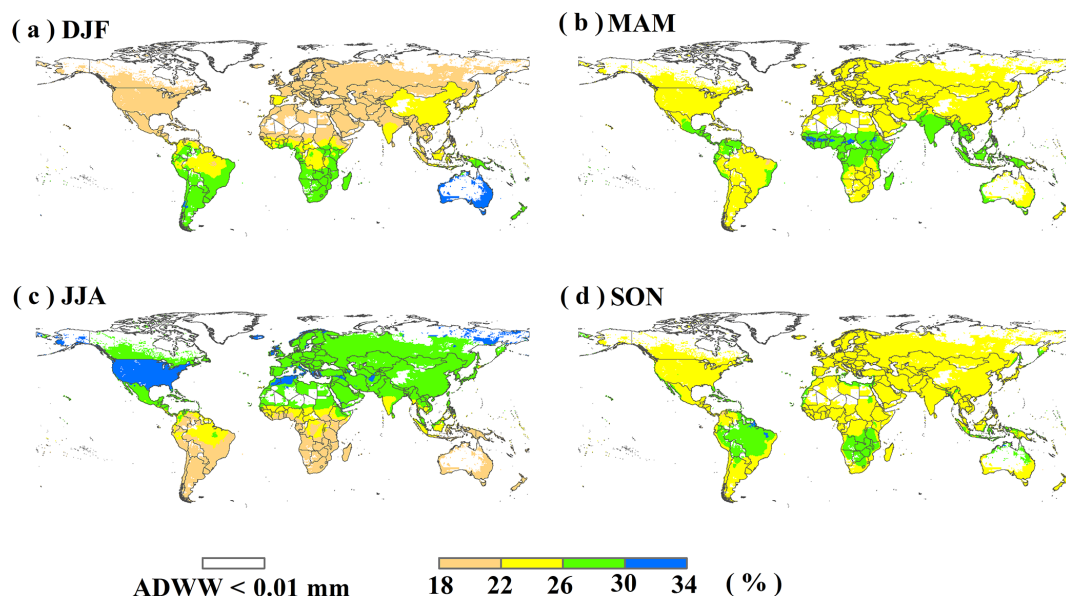 ( a ) DJF
( b ) MAM
( c ) JJA
( d ) SON
ADWW < 0.01 mm
18 22 26 30 34 ( % )